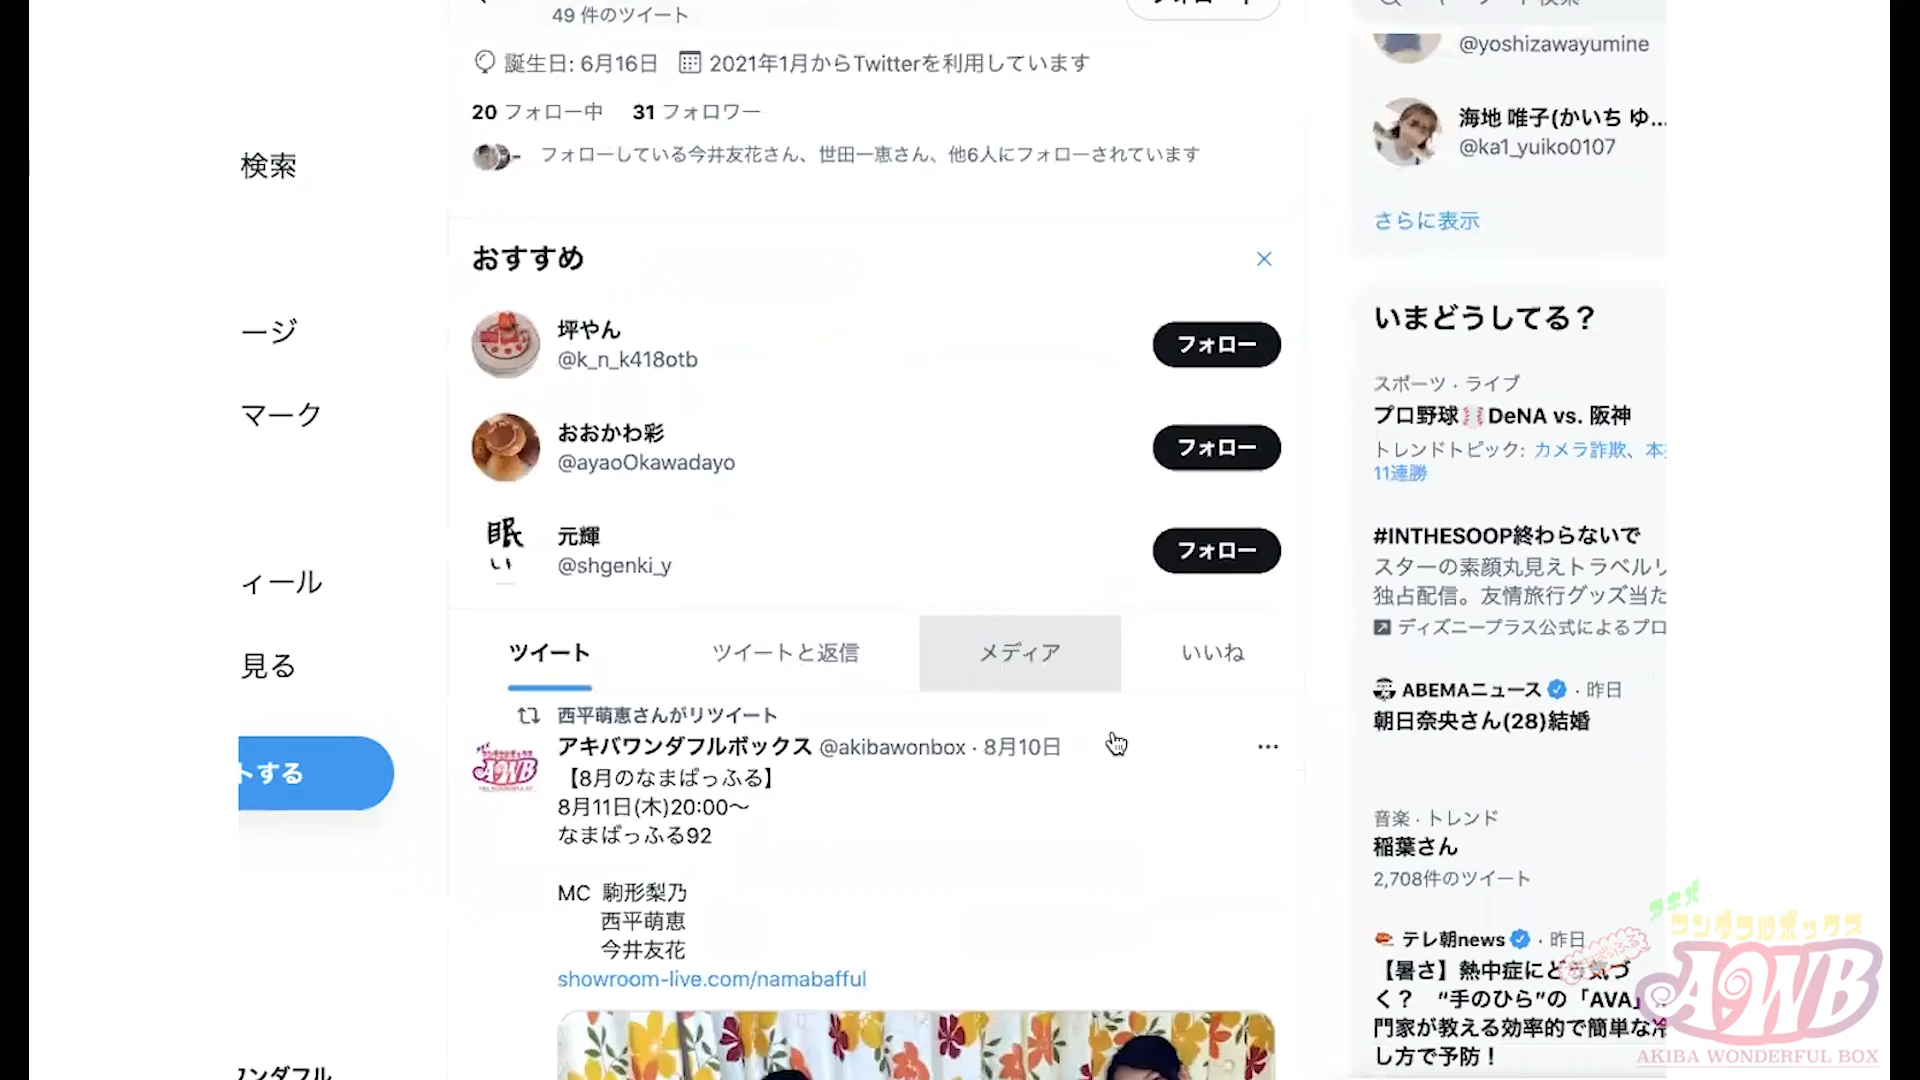 49 件のツイート
誕生日: 6月16日 2021年1月からTwitterを利用しています
20 フォロー中 31 フォロワー
フォローしている今井友花さん、世田一恵さん、他6人にフォローされています
検索
ージ
マーク
ィール
見る
トする
ワンダフル
おすすめ
坪やん
@k_n_k418otb
フォロー
おおかわ彩
@ayaoOkawadayo
フォロー
眠い
元輝
@shgenki_y
フォロー
ツイート ツイートと返信 メディア いいね
西平萌恵さんがリツイート
アキバワンダフルボックス @akibawonbox · 8月10日
【8月のなまばっふる】
8月11日(木)20:00〜
なまばっふる92
MC 駒形梨乃
西平萌恵
今井友花
showroom-live.com/namabafful
@yoshizawayumine
海地 唯子(かいち ゆ...
@ka1_yuiko0107
さらに表示
いまどうしてる？
スポーツ · ライブ
プロ野球 DeNA vs. 阪神
トレンドトピック: カメラ詐欺、
11連勝
#INTHESOOP終わらないで
スターの素顔丸見えトラベルリ
独占配信。友情旅行グッズ当た
ディズニープラス公式によるプロ
ABEMAニュース · 昨日
朝日奈央さん(28)結婚
音楽 · トレンド
稲葉さん
2,708件のツイート
テレ朝news · 昨日
【暑さ】熱中症にど 気づ
く？ “手のひら”の「AVA」
門家が教える効率的で簡単な冷
し方で予防！
アキバ
ワンダフルボックス
AWB
AKIBA WONDERFUL BOX